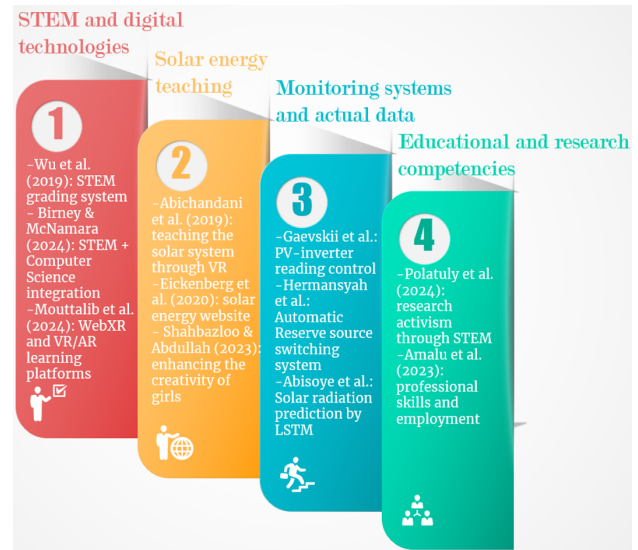 STEM and digital
technologies
1
-Wu et al.
(2019): STEM
grading system
- Birney &
McNamara
(2024): STEM +
Computer
Science
integration
-Mouttalib et al.
(2024): WebXR
and VR/AR
learning
platforms
Solar energy
teaching
2
-Abichandani
et al. (2019):
teaching the
solar system
through VR
-Eickenberg et
al. (2020): solar
energy website
- Shahbazloo &
Abdullah (2023):
enhancing the
creativity of
girls
Monitoring systems
and actual data
3
-Gaevskii et al.:
PV-inverter
reading control
-Hermansyah
et al.:
Automatic
Reserve source
switching
system
-Abisoye et al.:
Solar radiation
prediction by
LSTM
Educational and research
competencies
4
-Polatuly et al.
(2024):
research
activism
through STEM
-Amalu et al.
(2023):
professional
skills and
employment